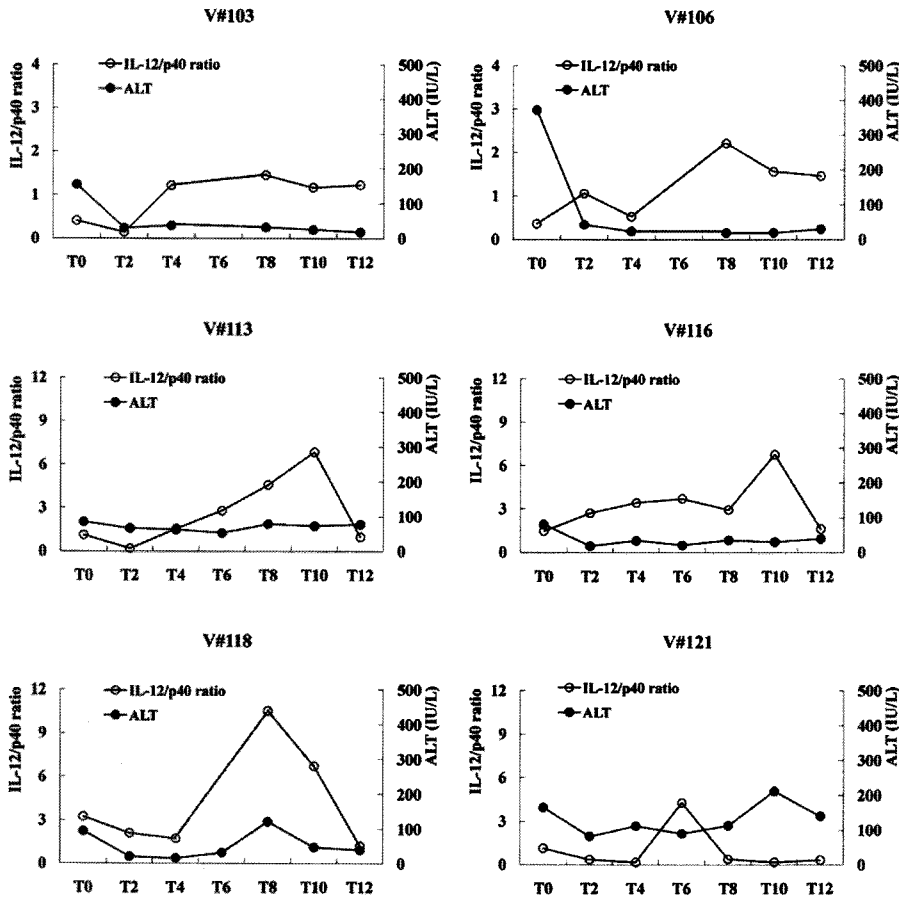 V#103
IL-12/p40 ratio
ALT
IL-12/p40 ratio
4
3
2
1
0
ALT (IU/L)
500
400
300
200
100
0
T0 T2 T4 T6 T8 T10 T12
V#106
IL-12/p40 ratio
ALT
IL-12/p40 ratio
4
3
2
1
0
ALT (IU/L)
500
400
300
200
100
0
T0 T2 T4 T6 T8 T10 T12
V#113
IL-12/p40 ratio
ALT
IL-12/p40 ratio
12
9
6
3
0
ALT (IU/L)
500
400
300
200
100
0
T0 T2 T4 T6 T8 T10 T12
V#116
IL-12/p40 ratio
ALT
IL-12/p40 ratio
12
9
6
3
0
ALT (IU/L)
500
400
300
200
100
0
T0 T2 T4 T6 T8 T10 T12
V#118
IL-12/p40 ratio
ALT
IL-12/p40 ratio
12
9
6
3
0
ALT (IU/L)
500
400
300
200
100
0
T0 T2 T4 T6 T8 T10 T12
V#121
IL-12/p40 ratio
ALT
IL-12/p40 ratio
12
9
6
3
0
ALT (IU/L)
500
400
300
200
100
0
T0 T2 T4 T6 T8 T10 T12